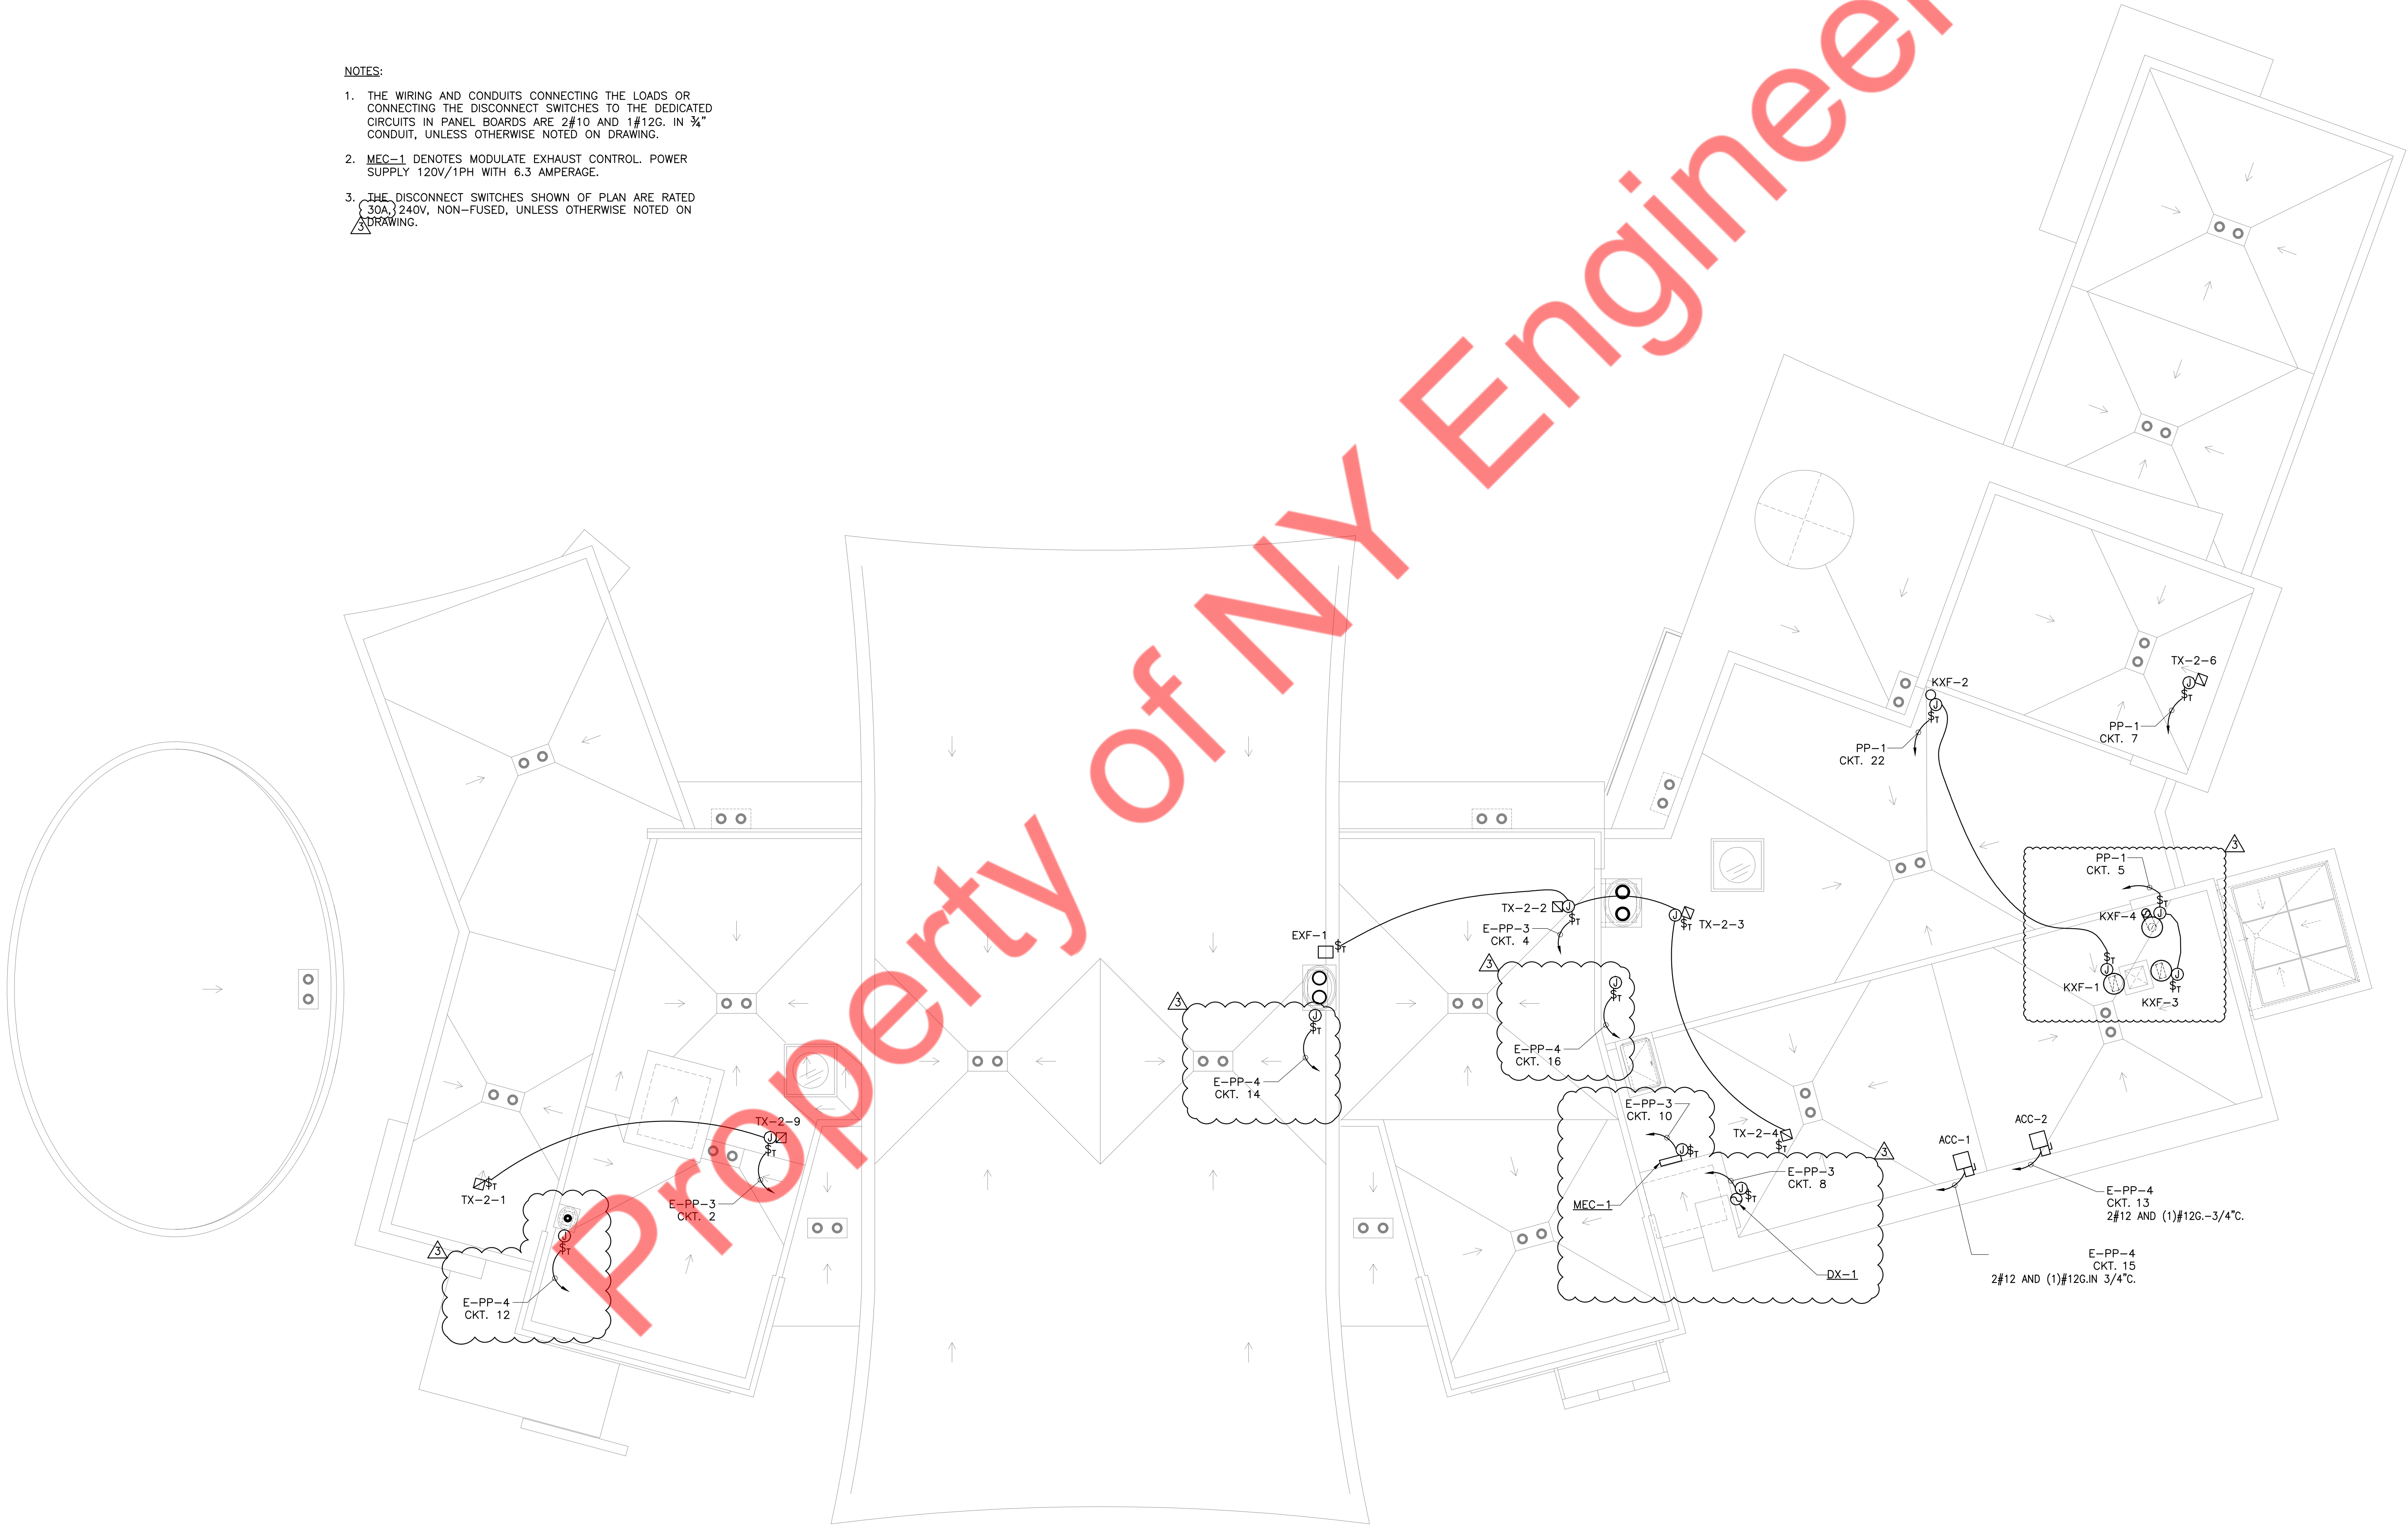 NOTES:
1. THE WIRING AND CONDUITS CONNECTING THE LOADS OR
CONNECTING THE DISCONNECT SWITCHES TO THE DEDICATED
CIRCUITS IN PANEL BOARDS ARE 2#10 AND 1#12G. IN ¾"
CONDUIT, UNLESS OTHERWISE NOTED ON DRAWING.
2. MEC-1 DENOTES MODULATE EXHAUST CONTROL. POWER
SUPPLY 120V/1PH WITH 6.3 AMPERAGE.
3. THE DISCONNECT SWITCHES SHOWN OF PLAN ARE RATED
30A, 240V, NON-FUSED, UNLESS OTHERWISE NOTED ON
DRAWING.
3
Property of NY Engineer
TX-2-6
J
$T
PP-1
CKT. 7
KXF-2
J
$T
PP-1
CKT. 22
3
PP-1
CKT. 5
$T
KXF-4
J
$T
J
KXF-1
J
$T
KXF-3
TX-2-2
J
$T
E-PP-3
CKT. 4
J
$T
TX-2-3
EXF-1
$T
3
J
$T
E-PP-4
CKT. 16
3
J
$T
E-PP-4
CKT. 14
E-PP-3
CKT. 10
J
$T
MEC-1
TX-2-4
$T
3
E-PP-3
CKT. 8
J
$T
DX-1
ACC-1
ACC-2
E-PP-4
CKT. 13
2#12 AND (1)#12G.-3/4"C.
E-PP-4
CKT. 15
2#12 AND (1)#12G.IN 3/4"C.
TX-2-9
J
$T
E-PP-3
CKT. 2
$T
TX-2-1
3
J
$T
E-PP-4
CKT. 12